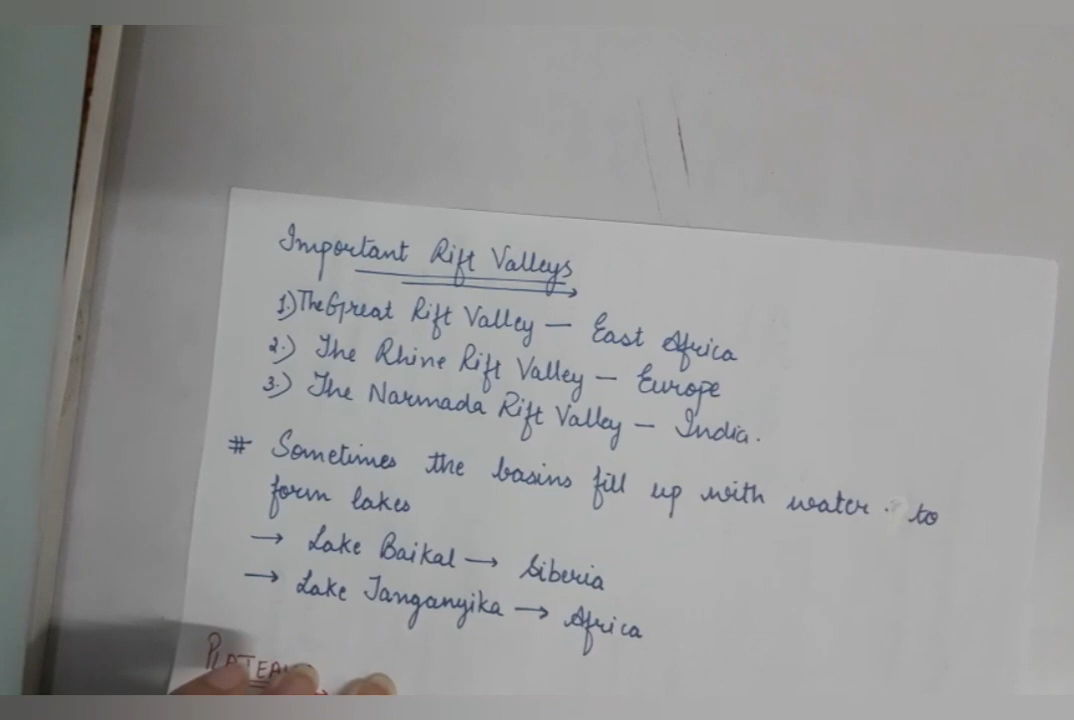 Important Rift Valleys
1.) The Great Rift Valley — East Africa
2.) The Rhine Rift Valley — Europe
3.) The Narmada Rift Valley — India.
# Sometimes the basins fill up with water. to
form lakes
→ Lake Baikal → Siberia
→ Lake Tanganyika → Africa